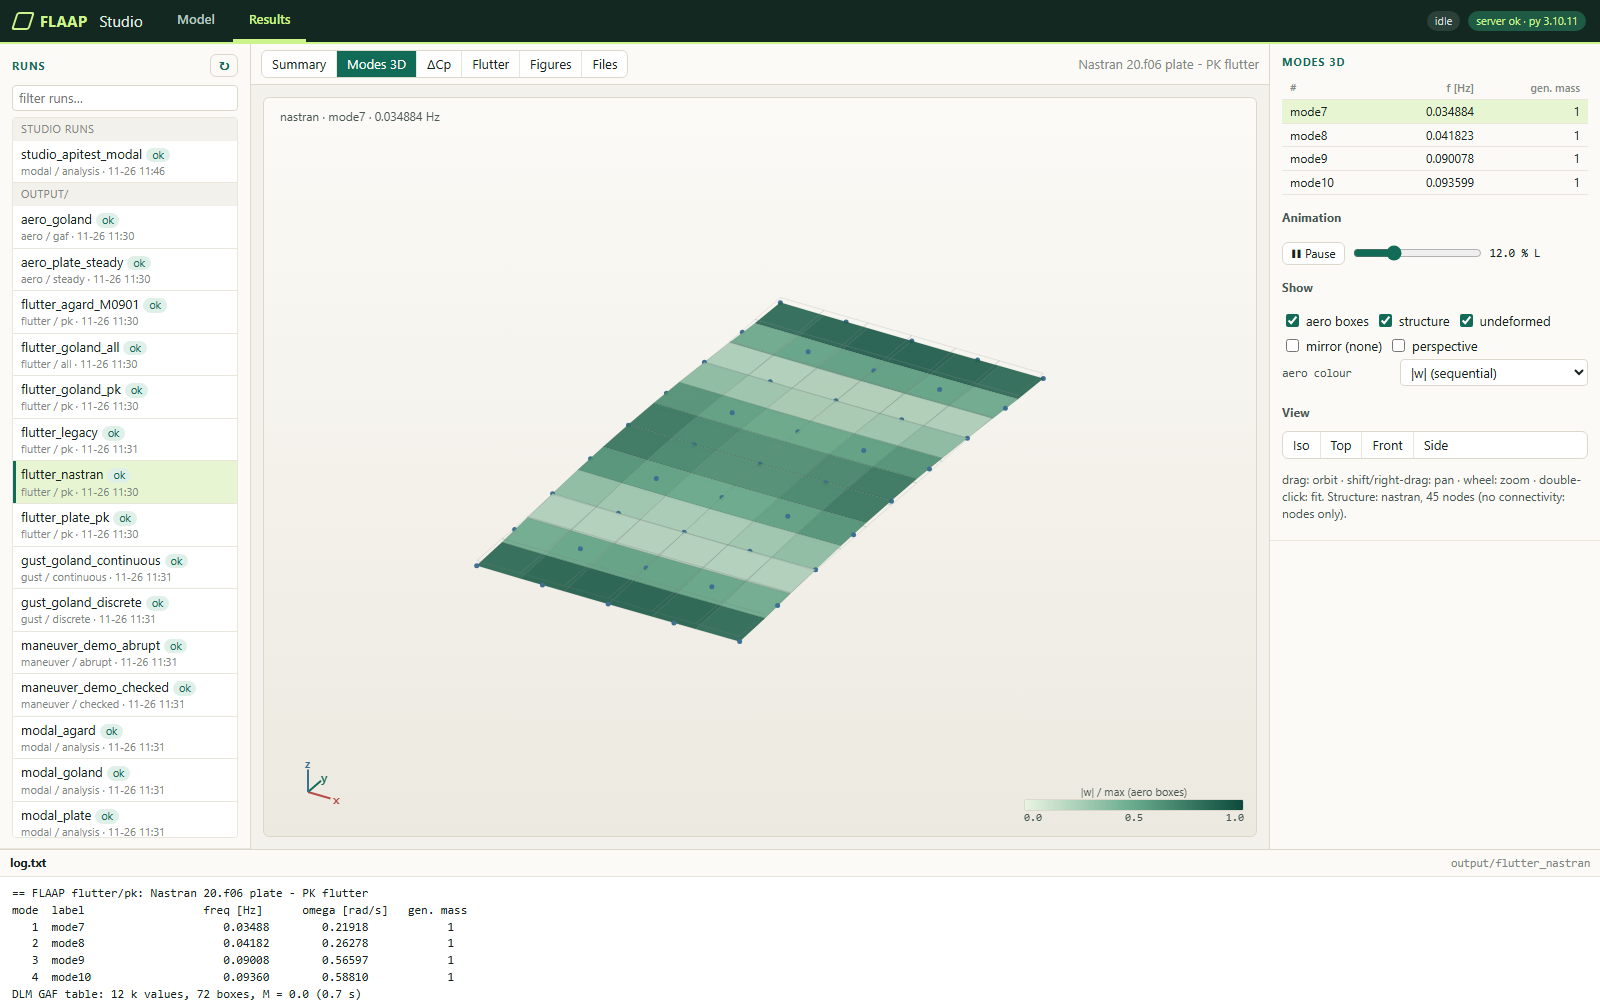 FLAAP Studio Model Results idle server ok · py 3.10.11
RUNS ↻
filter runs...
STUDIO RUNS
studio_apitest_modal ok
modal / analysis · 11-26 11:46
OUTPUT/
aero_goland ok
aero / gaf · 11-26 11:30
aero_plate_steady ok
aero / steady · 11-26 11:30
flutter_agard_M0901 ok
flutter / pk · 11-26 11:30
flutter_goland_all ok
flutter / all · 11-26 11:30
flutter_goland_pk ok
flutter / pk · 11-26 11:30
flutter_legacy ok
flutter / pk · 11-26 11:31
flutter_nastran ok
flutter / pk · 11-26 11:30
flutter_plate_pk ok
flutter / pk · 11-26 11:30
gust_goland_continuous ok
gust / continuous · 11-26 11:31
gust_goland_discrete ok
gust / discrete · 11-26 11:31
maneuver_demo_abrupt ok
maneuver / abrupt · 11-26 11:31
maneuver_demo_checked ok
maneuver / checked · 11-26 11:31
modal_agard ok
modal / analysis · 11-26 11:31
modal_goland ok
modal / analysis · 11-26 11:31
modal_plate ok
modal / analysis · 11-26 11:31
Summary Modes 3D ΔCp Flutter Figures Files Nastran 20.f06 plate - PK flutter
nastran · mode7 · 0.034884 Hz
z
y
x
|w| / max (aero boxes)
0.0 0.5 1.0
MODES 3D
# f [Hz] gen. mass
mode7 0.034884 1
mode8 0.041823 1
mode9 0.090078 1
mode10 0.093599 1
Animation
Pause 12.0 % L
Show
aero boxes structure undeformed
mirror (none) perspective
aero colour |w| (sequential)
View
Iso Top Front Side
drag: orbit · shift/right-drag: pan · wheel: zoom · double-
click: fit. Structure: nastran, 45 nodes (no connectivity:
nodes only).
log.txt output/flutter_nastran
== FLAAP flutter/pk: Nastran 20.f06 plate - PK flutter
mode label freq [Hz] omega [rad/s] gen. mass
1 mode7 0.03488 0.21918 1
2 mode8 0.04182 0.26278 1
3 mode9 0.09008 0.56597 1
4 mode10 0.09360 0.58810 1
DLM GAF table: 12 k values, 72 boxes, M = 0.0 (0.7 s)